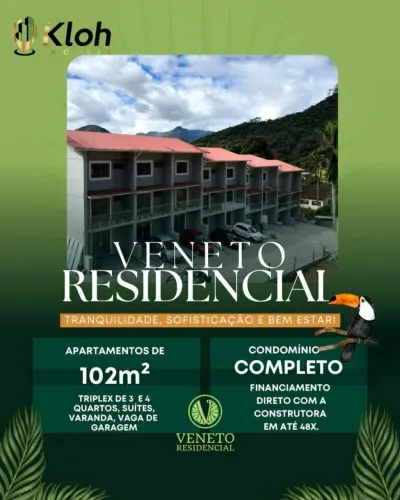 Kloh
VENETO
RESIDENCIAL
TRANQUILIDADE, SOFISTICAÇÃO E BEM ESTAR!
APARTAMENTOS DE
102m²
TRIPLEX DE 3 E 4
QUARTOS, SUÍTES,
VARANDA, VAGA DE
GARAGEM
CONDOMÍNIO
COMPLETO
FINANCIAMENTO
DIRETO COM A
CONSTRUTORA
EM ATÉ 48X.
VENETO
RESIDENCIAL